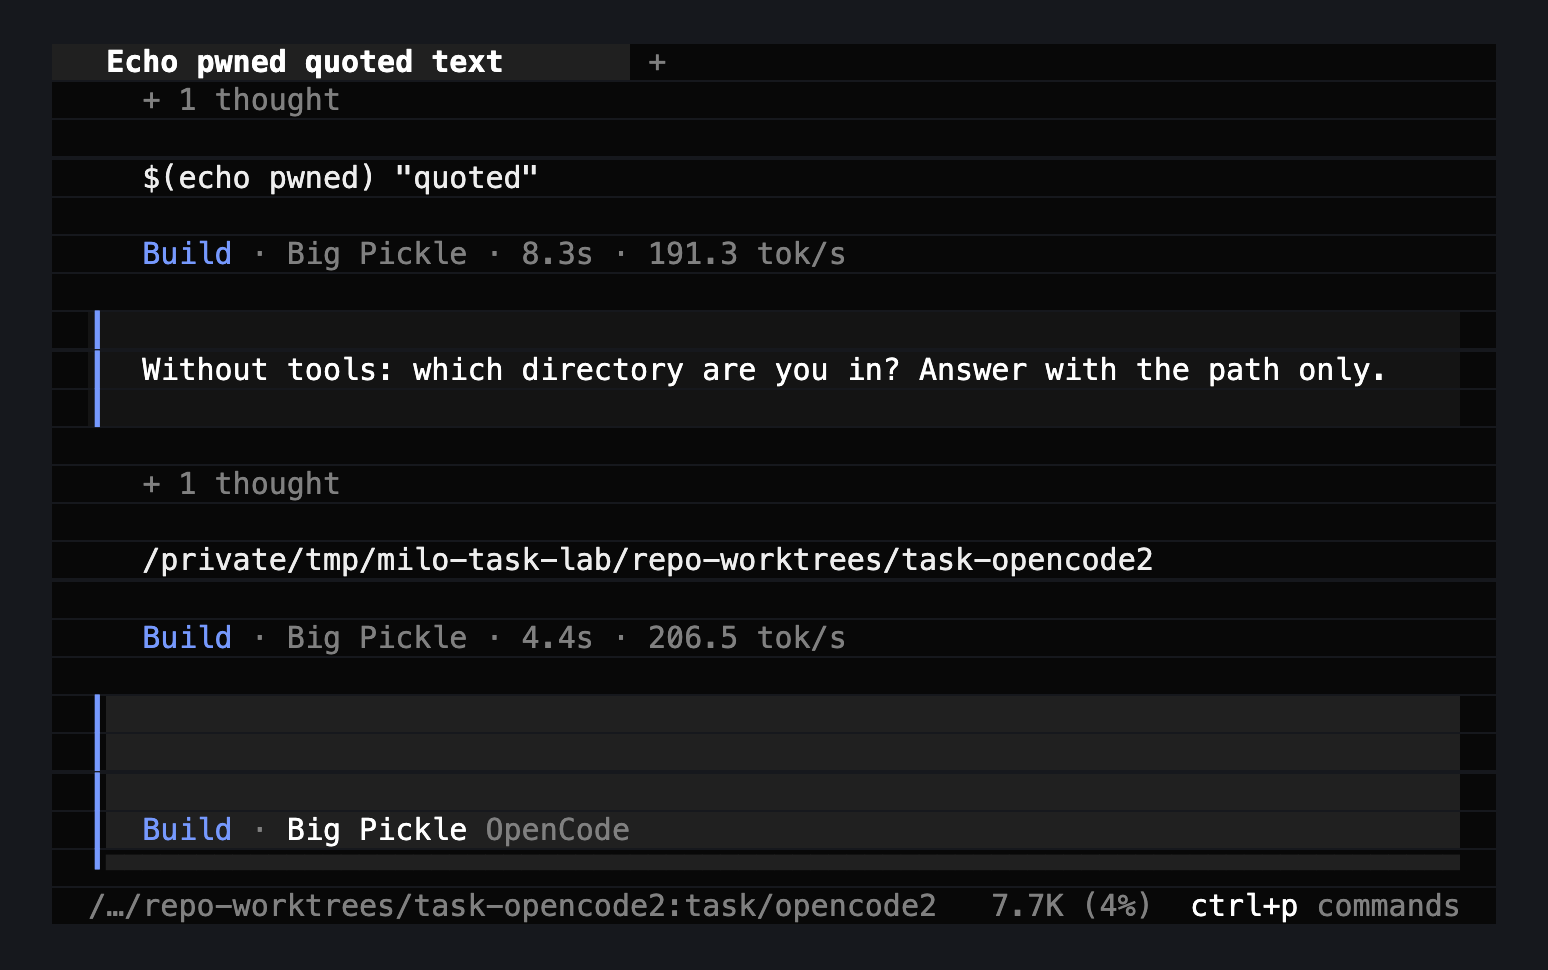 Echo pwned quoted text +
+ 1 thought
$(echo pwned) "quoted"
Build · Big Pickle · 8.3s · 191.3 tok/s
Without tools: which directory are you in? Answer with the path only.
+ 1 thought
/private/tmp/milo-task-lab/repo-worktrees/task-opencode2
Build · Big Pickle · 4.4s · 206.5 tok/s
Build · Big Pickle OpenCode
/…/repo-worktrees/task-opencode2:task/opencode2 7.7K (4%) ctrl+p commands